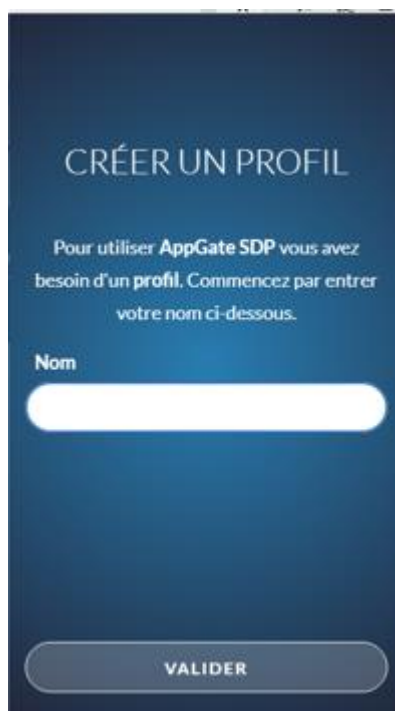 CRÉER UN PROFIL
Pour utiliser AppGate SDP vous avez
besoin d'un profil. Commencez par entrer
votre nom ci-dessous.
Nom
VALIDER